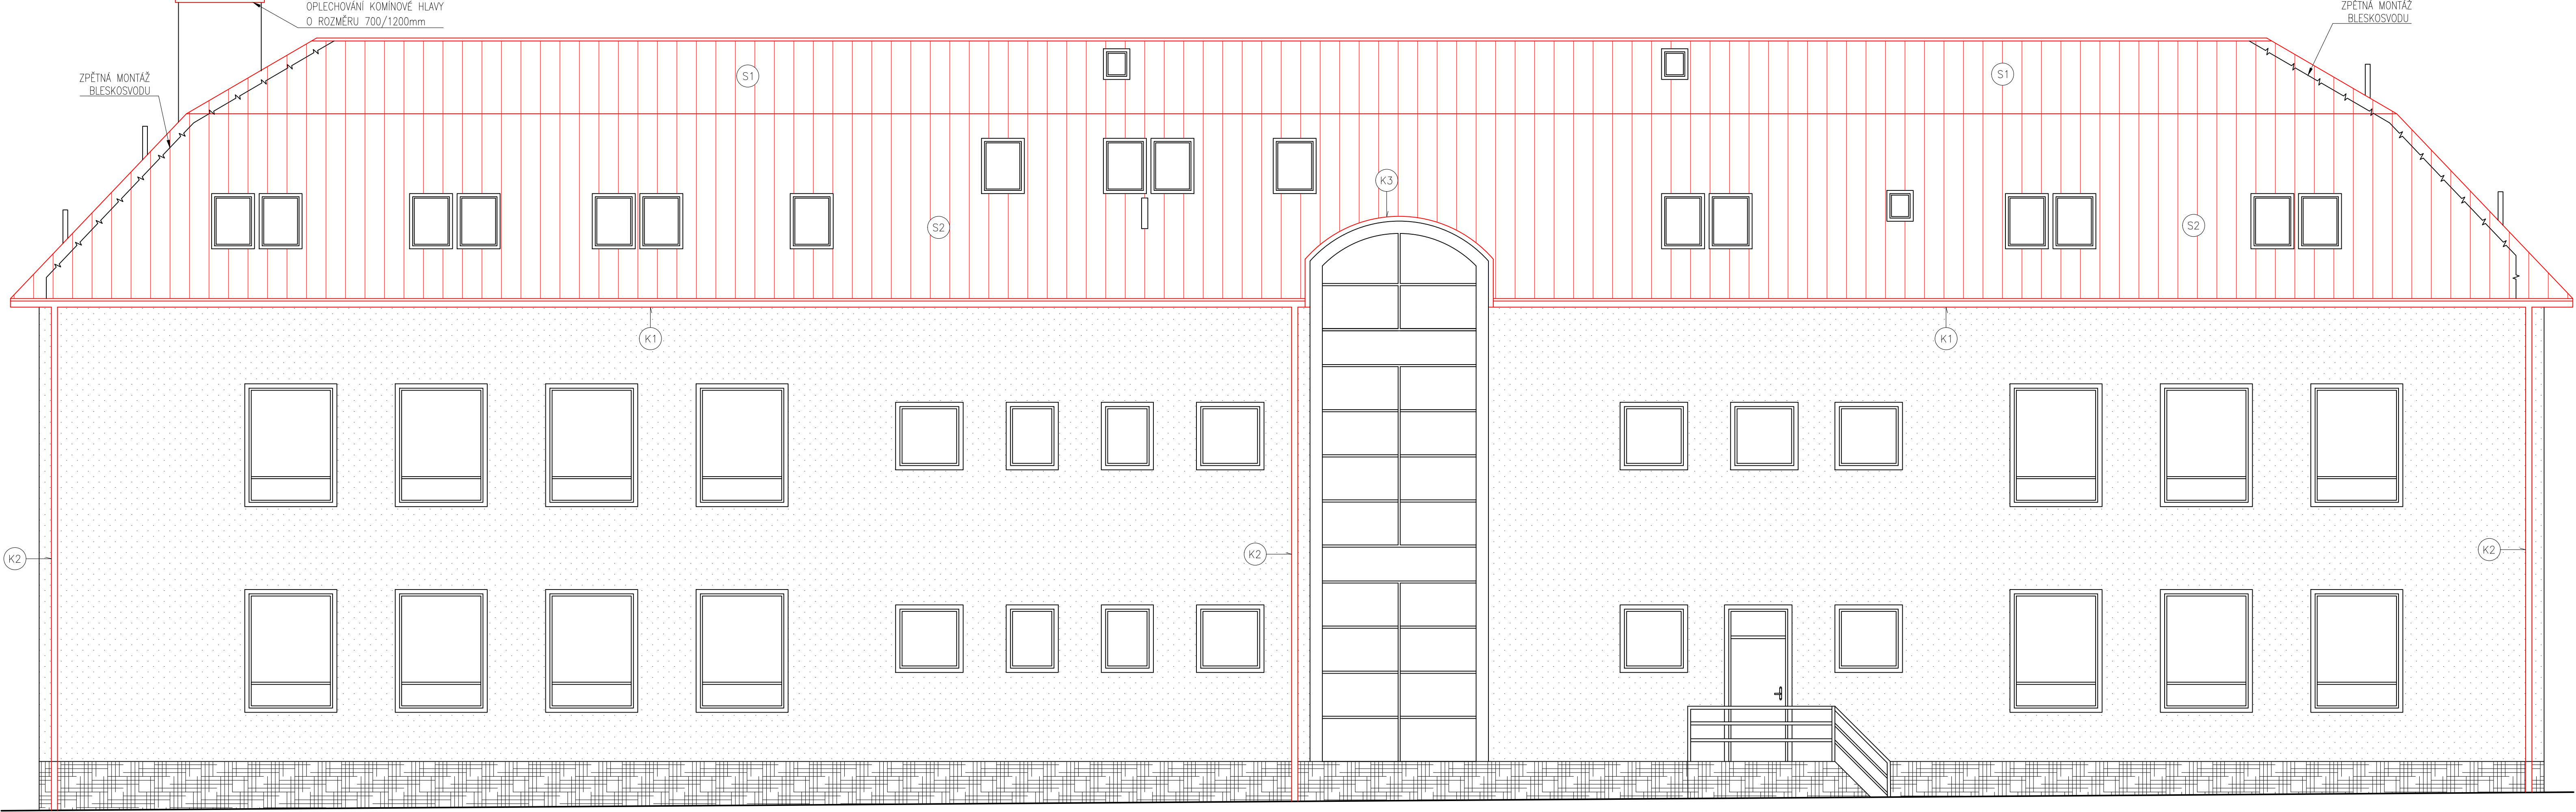 OPLECHOVÁNÍ KOMÍNOVÉ HLAVY
O ROZMĚRU 700/1200mm
ZPĚTNÁ MONTÁŽ
BLESKOSVODU
ZPĚTNÁ MONTÁŽ
BLESKOSVODU
S1
S1
K3
S2
S2
K1
K1
K2
K2
K2